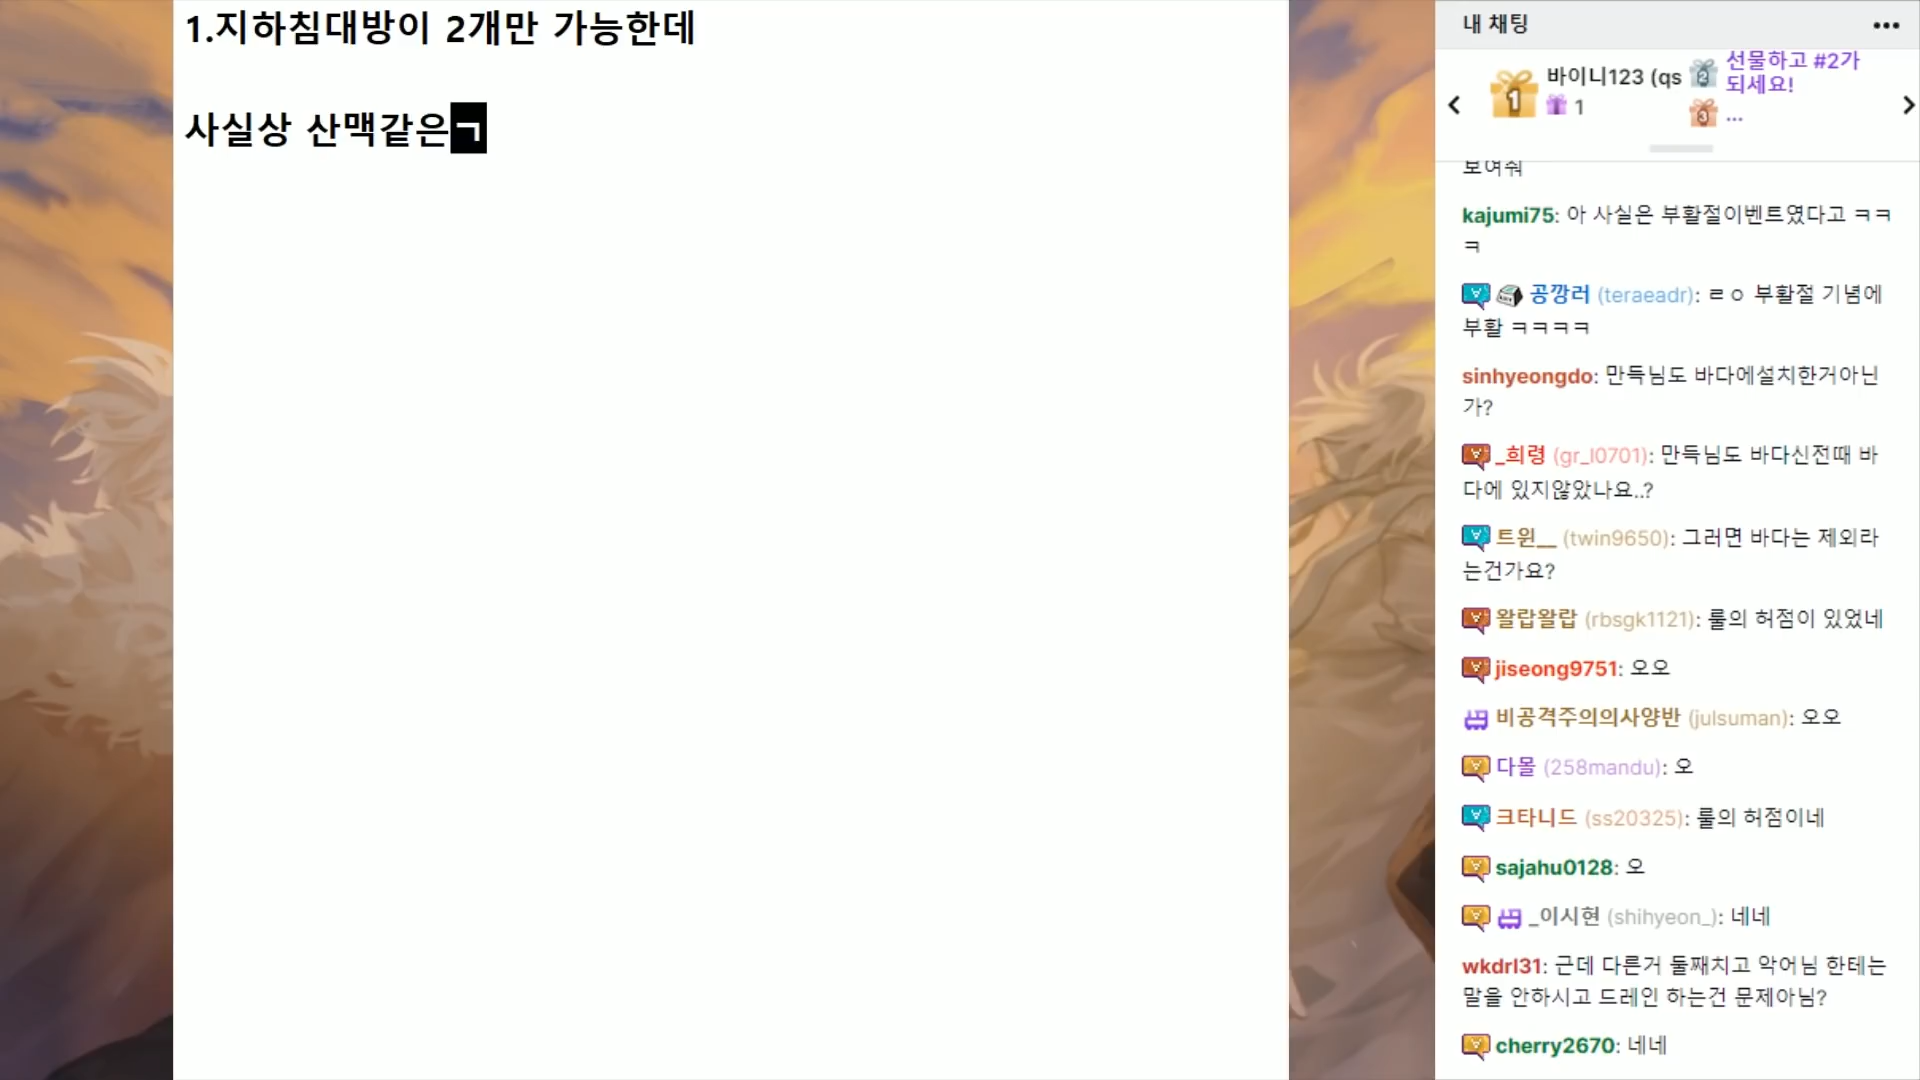 1.지하침대방이 2개만 가능한데
사실상 산맥같은ㄱ
내 채팅
바이니123 (qs
1
선물하고 #2가
되세요!
...
보여줘
kajumi75: 아 사실은 부활절이벤트였다고 ㅋㅋ
ㅋ
공깡러 (teraeadr): ㄹㅇ 부활절 기념에
부활 ㅋㅋㅋㅋ
sinhyeongdo: 만득님도 바다에설치한거아닌
가?
_희령 (gr_l0701): 만득님도 바다신전때 바
다에 있지않았나요..?
트윈__ (twin9650): 그러면 바다는 제외라
는건가요?
왈랍왈랍 (rbsgk1121): 룰의 허점이 있었네
jiseong9751: 오오
비공격주의의사양반 (julsuman): 오오
다몰 (258mandu): 오
크타니드 (ss20325): 룰의 허점이네
sajahu0128: 오
_이시현 (shihyeon_): 네네
wkdrl31: 근데 다른거 둘째치고 악어님 한테는
말을 안하시고 드레인 하는건 문제아님?
cherry2670: 네네